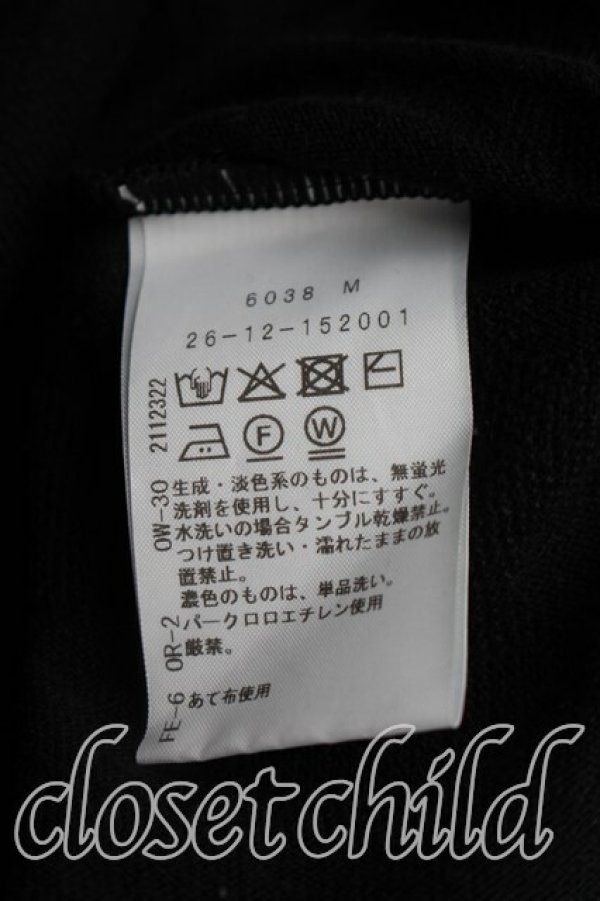 6038 M
26-12-152001
F
W
生成・淡色系のものは、無蛍光
洗剤を使用し、十分にすすぐ。
水洗いの場合タンブル乾燥禁止。
つけ置き洗い・濡れたままの放
置禁止。
濃色のものは、単品洗い。
パークロロエチレン使用
厳禁。
あて布使用
FE-6 OR-2 OW-30 2112322
closet child